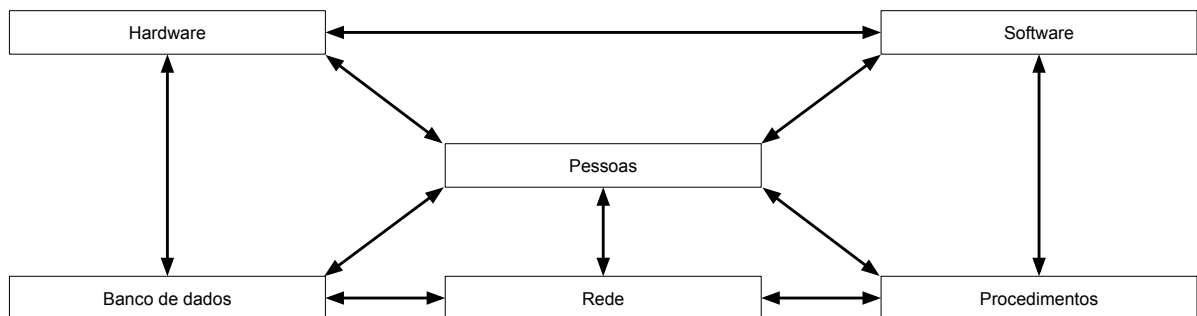 Hardware
Software
Pessoas
Banco de dados
Rede
Procedimentos